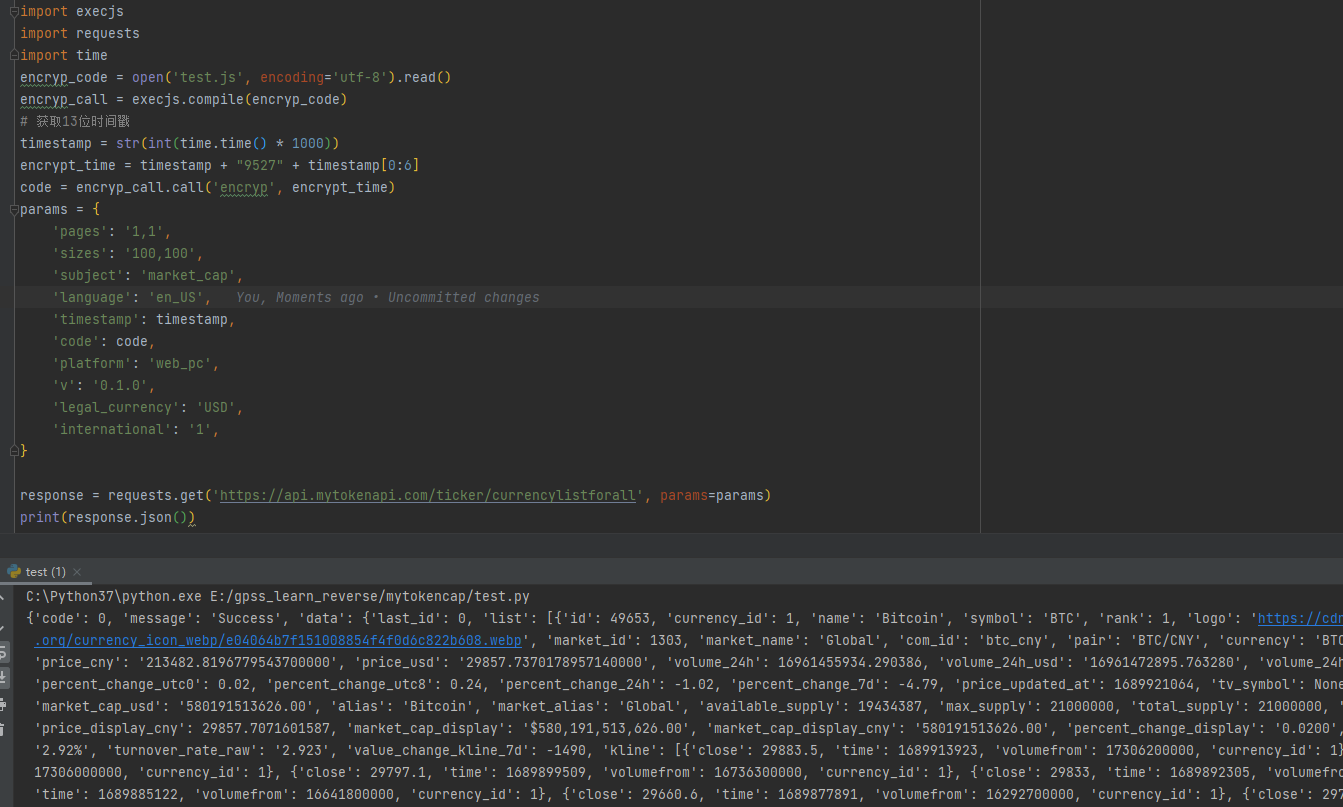 import execjs
import requests
import time
encryp_code = open('test.js', encoding='utf-8').read()
encryp_call = execjs.compile(encryp_code)
# 获取13位时间戳
timestamp = str(int(time.time() * 1000))
encrypt_time = timestamp + "9527" + timestamp[0:6]
code = encryp_call.call('encryp', encrypt_time)
params = {
    'pages': '1,1',
    'sizes': '100,100',
    'subject': 'market_cap',
    'language': 'en_US',   You, Moments ago • Uncommitted changes
    'timestamp': timestamp,
    'code': code,
    'platform': 'web_pc',
    'v': '0.1.0',
    'legal_currency': 'USD',
    'international': '1',
}
response = requests.get('https://api.mytokenapi.com/ticker/currencylistforall', params=params)
print(response.json())
test (1)
C:\Python37\python.exe E:/gpss_learn_reverse/mytokencap/test.py
{'code': 0, 'message': 'Success', 'data': {'last_id': 0, 'list': [{'id': 49653, 'currency_id': 1, 'name': 'Bitcoin', 'symbol': 'BTC', 'rank': 1, 'logo': 'https://cdn
.org/currency_icon_webp/e04064b7f151008854f4f0d6c822b608.webp', 'market_id': 1303, 'market_name': 'Global', 'com_id': 'btc_cny', 'pair': 'BTC/CNY', 'currency': 'BTC
'price_cny': '213482.8196779543700000', 'price_usd': '29857.7370178957140000', 'volume_24h': 16961455934.290386, 'volume_24h_usd': '16961472895.763280', 'volume_24h
'percent_change_utc0': 0.02, 'percent_change_utc8': 0.24, 'percent_change_24h': -1.02, 'percent_change_7d': -4.79, 'price_updated_at': 1689921064, 'tv_symbol': None
'market_cap_usd': '580191513626.00', 'alias': 'Bitcoin', 'market_alias': 'Global', 'available_supply': 19434387, 'max_supply': 21000000, 'total_supply': 21000000, '
'price_display_cny': 29857.7071601587, 'market_cap_display': '$580,191,513,626.00', 'market_cap_display_cny': '580191513626.00', 'percent_change_display': '0.0200'
'2.92%', 'turnover_rate_raw': '2.923', 'value_change_kline_7d': -1490, 'kline': [{'close': 29883.5, 'time': 1689913923, 'volumefrom': 17306200000, 'currency_id': 1}
17306000000, 'currency_id': 1}, {'close': 29797.1, 'time': 1689899509, 'volumefrom': 16736300000, 'currency_id': 1}, {'close': 29833, 'time': 1689892305, 'volumefro
'time': 1689885122, 'volumefrom': 16641800000, 'currency_id': 1}, {'close': 29660.6, 'time': 1689877891, 'volumefrom': 16292700000, 'currency_id': 1}, {'close': 297